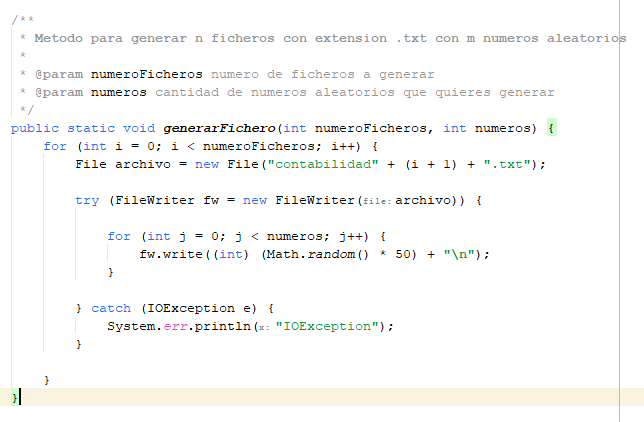 /**
 * Metodo para generar n ficheros con extension .txt con m numeros aleatorios
 *
 * @param numeroFicheros numero de ficheros a generar
 * @param numeros cantidad de numeros aleatorios que quieres generar
 */
public static void generarFichero(int numeroFicheros, int numeros) {
    for (int i = 0; i < numeroFicheros; i++) {
        File archivo = new File("contabilidad" + (i + 1) + ".txt");

        try (FileWriter fw = new FileWriter(file: archivo)) {

            for (int j = 0; j < numeros; j++) {
                fw.write((int) (Math.random() * 50) + "\n");
            }

        } catch (IOException e) {
            System.err.println(x: "IOException");
        }

    }
}